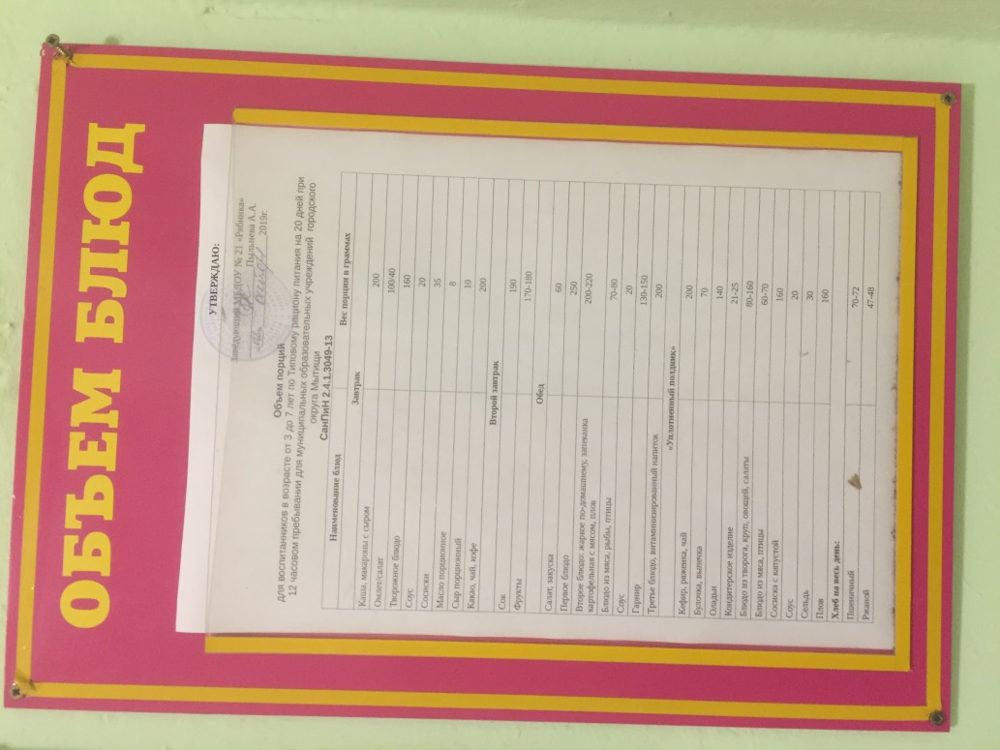 ОБЪЕМ БЛЮД
УТВЕРЖДАЮ:
Заведующий МБДОУ № 21 «Рябинка»
Пыльнева А.А.
2019г.
Объем порций
для воспитанников в возрасте от 3 до 7 лет по Типовому рациону питания на 20 дней при
12 часовом пребывании для муниципальных образовательных учреждений городского
округа Мытищи
СанПиН 2.4.1.3049-13
Наименование блюд Вес порции в граммах
Завтрак
Каша, макароны с сыром 200
Омлет/салат 100/40
Творожное блюдо 160
Соус 20
Сосиски 35
Масло порционное 8
Сыр порционный 10
Какао, чай, кофе 200
Второй завтрак
Сок 190
Фрукты 170-180
Обед
Салат, закуска 60
Первое блюдо 250
Второе блюдо: жаркое по-домашнему, запеканка 200-220
картофельная с мясом, плов
Блюдо из мяса, рыбы, птицы 70-80
Соус 20
Гарнир 130-150
Третье блюдо, витаминизированный напиток 200
«Уплотненный полдник»
Кефир, ряженка, чай 200
Булочка, выпечка 70
Оладьи 140
Кондитерское изделие 21-25
Блюдо из творога, круп, овощей, салаты 80-160
Блюдо из мяса, птицы 60-70
Сосиска с капустой 160
Соус 20
Сельдь 30
Плов 160
Хлеб на весь день:
Пшеничный 70-72
Ржаной 47-48